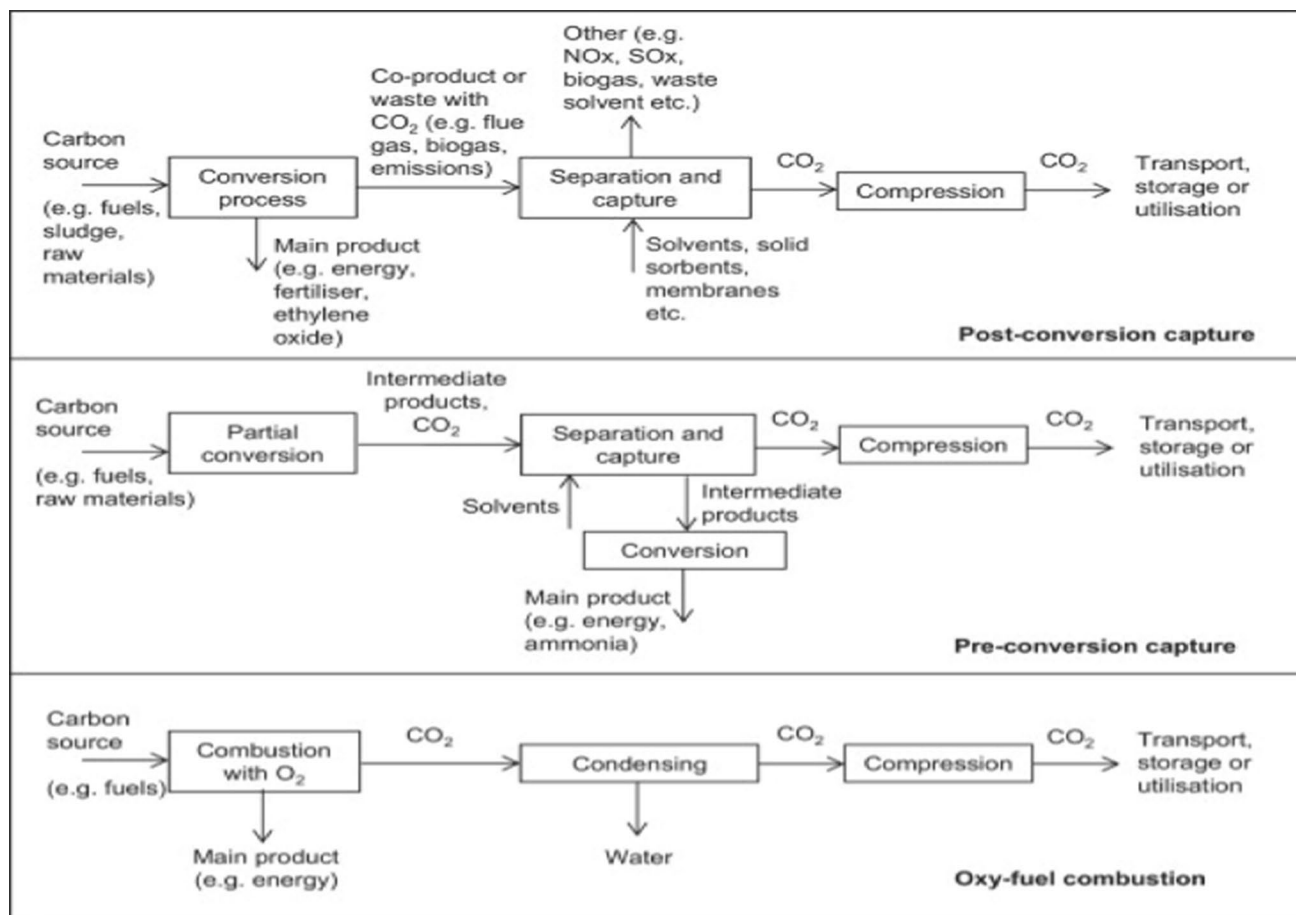 Other (e.g.
NOx, SOx,
biogas, waste
solvent etc.)
Co-product or
waste with
CO₂ (e.g. flue
gas, biogas,
emissions)
Carbon
source
(e.g. fuels,
sludge,
raw
materials)
Conversion
process
Main product
(e.g. energy,
fertiliser,
ethylene
oxide)
Separation and
capture
Solvents, solid
sorbents,
membranes
etc.
CO₂
Compression
CO₂
Transport,
storage or
utilisation
Post-conversion capture
Carbon
source
(e.g. fuels,
raw materials)
Partial
conversion
Intermediate
products,
CO₂
Separation and
capture
Solvents
Intermediate
products
Conversion
Main product
(e.g. energy,
ammonia)
CO₂
Compression
CO₂
Transport,
storage or
utilisation
Pre-conversion capture
Carbon
source
(e.g. fuels)
Combustion
with O₂
Main product
(e.g. energy)
CO₂
Condensing
Water
CO₂
Compression
CO₂
Transport,
storage or
utilisation
Oxy-fuel combustion